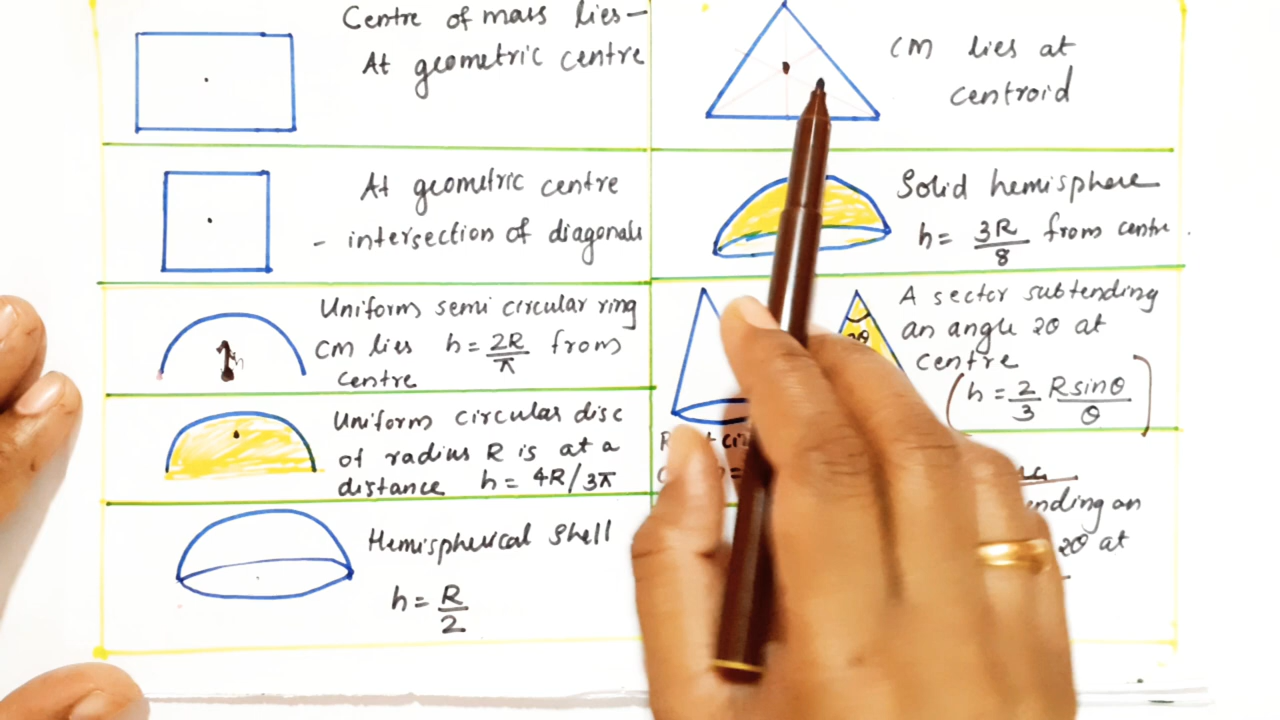 Centre of mass lies-
At geometric centre
At geometric centre
- intersection of diagonals
Uniform semi circular ring
CM lies h = 2R/π from
centre
h
Uniform circular disc
of radius R is at a
distance h = 4R/3π
Hemispherical Shell
h = R/2
CM lies at
centroid
Solid hemisphere
h = 3R/8 from centre.
A sector subtending
an angle 2θ at
centre
(h = 2/3 Rsinθ/θ)
2θ
an
2θ at